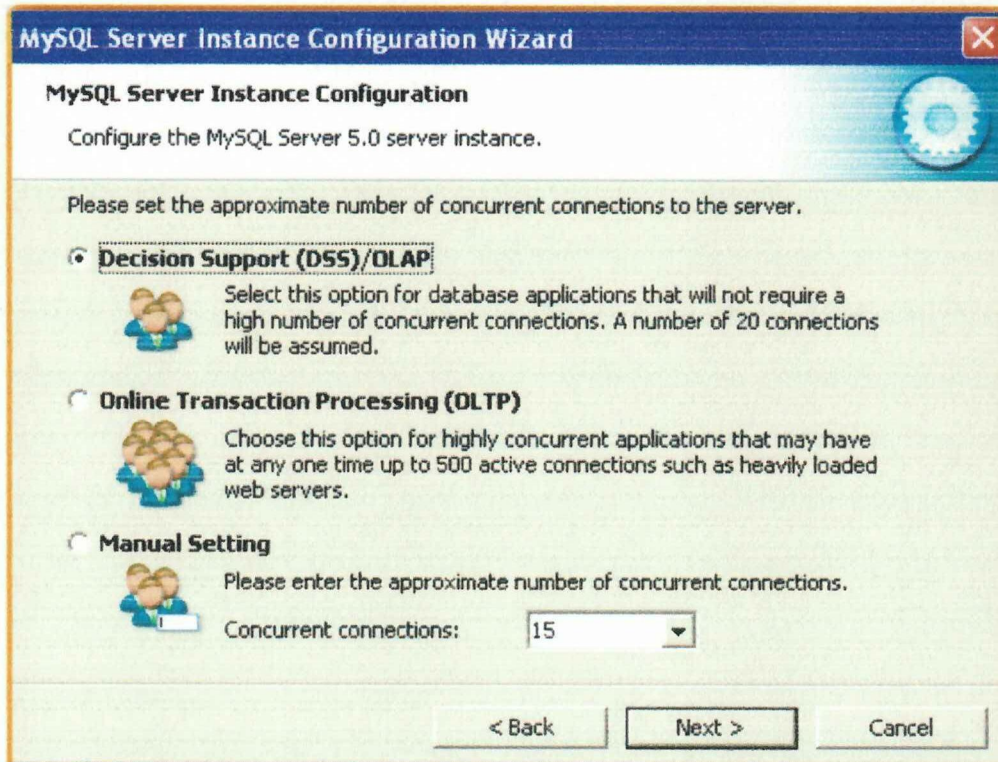 MySQL Server Instance Configuration Wizard
MySQL Server Instance Configuration
Configure the MySQL Server 5.0 server instance.
Please set the approximate number of concurrent connections to the server.
Decision Support (DSS)/OLAP
Select this option for database applications that will not require a
high number of concurrent connections. A number of 20 connections
will be assumed.
Online Transaction Processing (OLTP)
Choose this option for highly concurrent applications that may have
at any one time up to 500 active connections such as heavily loaded
web servers.
Manual Setting
Please enter the approximate number of concurrent connections.
Concurrent connections: 15
< Back Next > Cancel